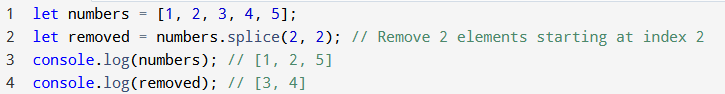 1 let numbers = [1, 2, 3, 4, 5];
2 let removed = numbers.splice(2, 2); // Remove 2 elements starting at index 2
3 console.log(numbers); // [1, 2, 5]
4 console.log(removed); // [3, 4]